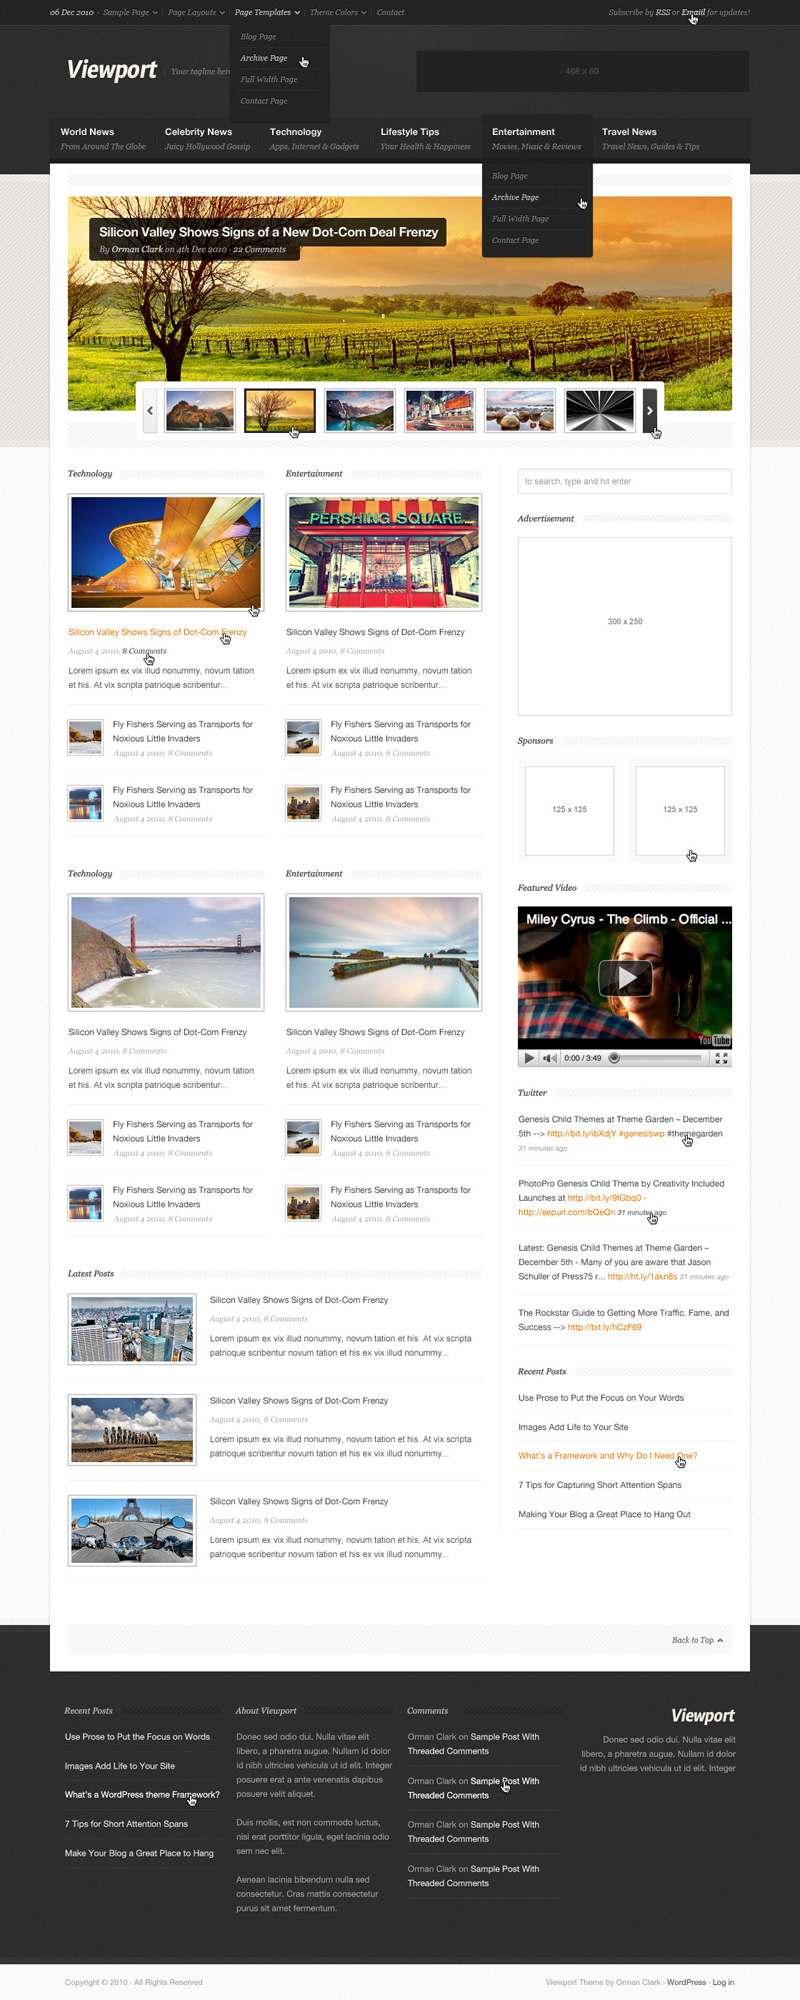 06 Dec 2010 · Sample Page Page Layouts Page Templates Theme Colors Contact
Subscribe by RSS or Email for updates!
Blog Page
Archive Page
Full Width Page
Contact Page
Viewport
Your tagline here
468 x 60
World News
From Around The Globe
Celebrity News
Juicy Hollywood Gossip
Technology
Apps, Internet & Gadgets
Lifestyle Tips
Your Health & Happiness
Entertainment
Movies, Music & Reviews
Travel News
Travel News, Guides & Tips
Blog Page
Archive Page
Full Width Page
Contact Page
Silicon Valley Shows Signs of a New Dot-Com Deal Frenzy
By Orman Clark on 4th Dec 2010 · 22 Comments
Technology
Silicon Valley Shows Signs of Dot-Com Frenzy
August 4 2010, 8 Comments
Lorem ipsum ex vix illud nonummy, novum tation
et his. At vix scripta patrioque scribentur...
Fly Fishers Serving as Transports for
Noxious Little Invaders
August 4 2010, 8 Comments
Fly Fishers Serving as Transports for
Noxious Little Invaders
August 4 2010, 8 Comments
Entertainment
PERSHING SQUARE
Silicon Valley Shows Signs of Dot-Com Frenzy
August 4 2010, 8 Comments
Lorem ipsum ex vix illud nonummy, novum tation
et his. At vix scripta patrioque scribentur...
Fly Fishers Serving as Transports for
Noxious Little Invaders
August 4 2010, 8 Comments
Fly Fishers Serving as Transports for
Noxious Little Invaders
August 4 2010, 8 Comments
Technology
Silicon Valley Shows Signs of Dot-Com Frenzy
August 4 2010, 8 Comments
Lorem ipsum ex vix illud nonummy, novum tation
et his. At vix scripta patrioque scribentur...
Fly Fishers Serving as Transports for
Noxious Little Invaders
August 4 2010, 8 Comments
Fly Fishers Serving as Transports for
Noxious Little Invaders
August 4 2010, 8 Comments
Entertainment
Silicon Valley Shows Signs of Dot-Com Frenzy
August 4 2010, 8 Comments
Lorem ipsum ex vix illud nonummy, novum tation
et his. At vix scripta patrioque scribentur...
Fly Fishers Serving as Transports for
Noxious Little Invaders
August 4 2010, 8 Comments
Fly Fishers Serving as Transports for
Noxious Little Invaders
August 4 2010, 8 Comments
Latest Posts
Silicon Valley Shows Signs of Dot-Com Frenzy
August 4 2010, 8 Comments
Lorem ipsum ex vix illud nonummy, novum tation et his. At vix scripta
patrioque scribentur novum tation et his ex vix illud nonummy...
Silicon Valley Shows Signs of Dot-Com Frenzy
August 4 2010, 8 Comments
Lorem ipsum ex vix illud nonummy, novum tation et his. At vix scripta
patrioque scribentur novum tation et his ex vix illud nonummy...
Silicon Valley Shows Signs of Dot-Com Frenzy
August 4 2010, 8 Comments
Lorem ipsum ex vix illud nonummy, novum tation et his. At vix scripta
patrioque scribentur novum tation et his ex vix illud nonummy...
to search, type and hit enter
Advertisement
300 x 250
Sponsors
125 x 125
125 x 125
Featured Video
Miley Cyrus - The Climb - Official ...
YouTube
0:00 / 3:49
Twitter
Genesis Child Themes at Theme Garden – December
5th --> http://bit.ly/ibXdjY #genesiswp #themegarden
31 minutes ago
PhotoPro Genesis Child Theme by Creativity Included
Launches at http://bit.ly/9fGbq0 -
http://eepurl.com/bQeQn 31 minutes ago
Latest: Genesis Child Themes at Theme Garden –
December 5th - Many of you are aware that Jason
Schuller of Press75 r... http://ht.ly/1akn8s 31 minutes ago
The Rockstar Guide to Getting More Traffic, Fame, and
Success --> http://bit.ly/hCzF69
Recent Posts
Use Prose to Put the Focus on Your Words
Images Add Life to Your Site
What's a Framework and Why Do I Need One?
7 Tips for Capturing Short Attention Spans
Making Your Blog a Great Place to Hang Out
Back to Top
Recent Posts
Use Prose to Put the Focus on Words
Images Add Life to Your Site
What's a WordPress theme Framework?
7 Tips for Short Attention Spans
Make Your Blog a Great Place to Hang
About Viewport
Donec sed odio dui. Nulla vitae elit
libero, a pharetra augue. Nullam id dolor
id nibh ultricies vehicula ut id elit. Integer
posuere erat a ante venenatis dapibus
posuere velit aliquet.
Duis mollis, est non commodo luctus,
nisi erat porttitor ligula, eget lacinia odio
sem nec elit.
Aenean lacinia bibendum nulla sed
consectetur. Cras mattis consectetur
purus sit amet fermentum.
Comments
Orman Clark on Sample Post With
Threaded Comments
Orman Clark on Sample Post With
Threaded Comments
Orman Clark on Sample Post With
Threaded Comments
Orman Clark on Sample Post With
Threaded Comments
Viewport
Donec sed odio dui. Nulla vitae elit
libero, a pharetra augue. Nullam id dolor
id nibh ultricies vehicula ut id elit. Integer
Copyright © 2010 · All Rights Reserved
Viewport Theme by Orman Clark · WordPress · Log in